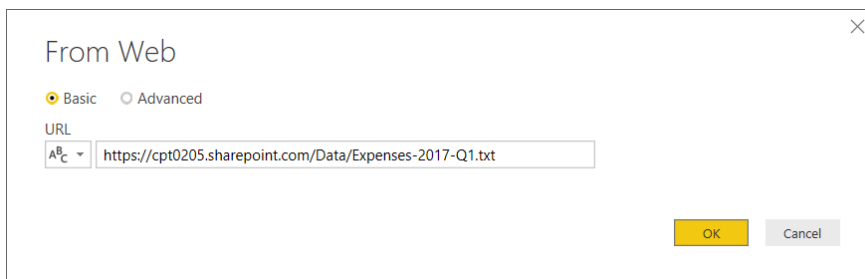 From Web
Basic Advanced
URL
ABC https://cpt0205.sharepoint.com/Data/Expenses-2017-Q1.txt
OK Cancel